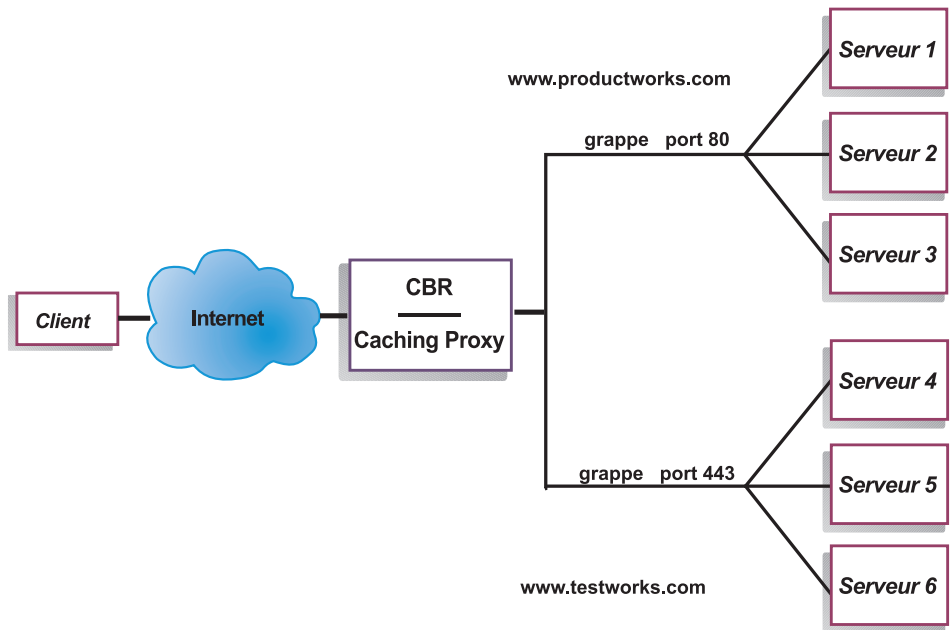 Serveur 1
www.productworks.com
grappe port 80
Serveur 2
Serveur 3
Client
Internet
CBR
Caching Proxy
Serveur 4
grappe port 443
Serveur 5
www.testworks.com
Serveur 6